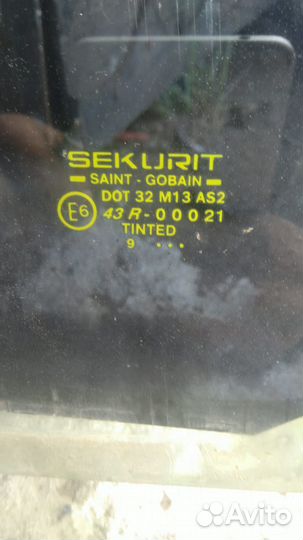 SEKURIT
SAINT - GOBAIN
DOT 32 M13 AS2
E6 43 R - 0 0 0 21
TINTED
9 ...
Avito